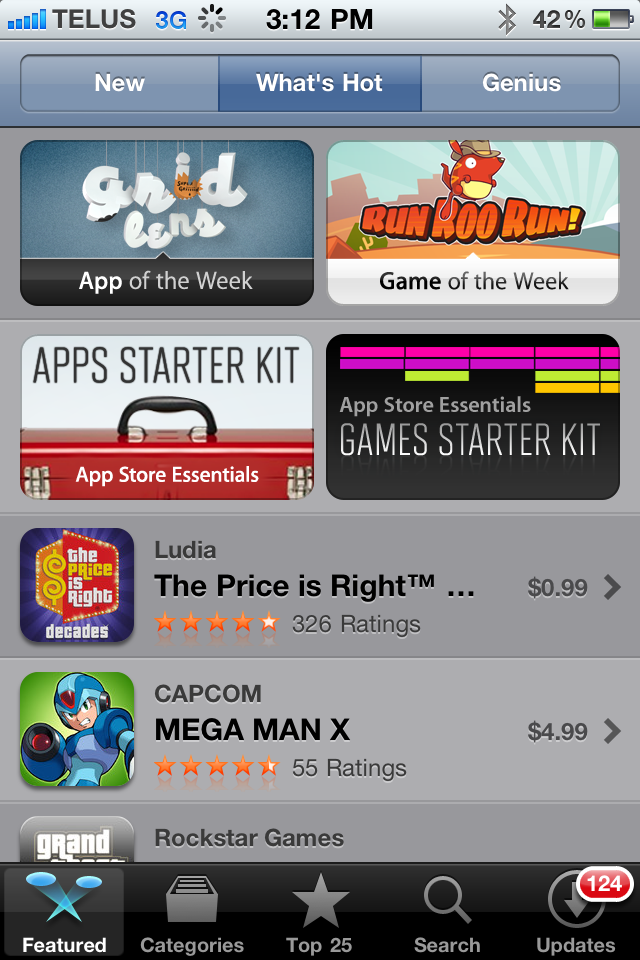 TELUS 3G 3:12 PM 42%
New What's Hot Genius
grid
lens
App of the Week
RUN ROO RUN!
Game of the Week
APPS STARTER KIT
App Store Essentials
App Store Essentials
GAMES STARTER KIT
the
PRiCE
is
Right
decades
Ludia
The Price is Right™ ...
$0.99
326 Ratings
CAPCOM
MEGA MAN X
$4.99
55 Ratings
grand
Rockstar Games
124
Featured Categories Top 25 Search Updates